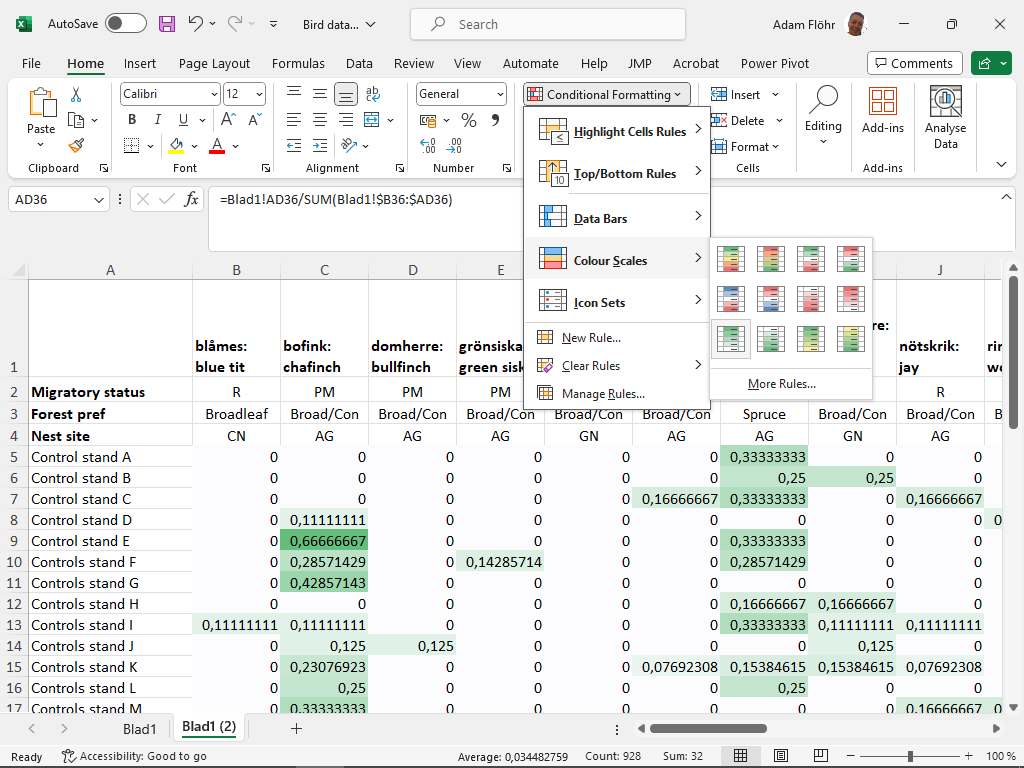 AutoSave Bird data... Search Adam Flöhr
File Home Insert Page Layout Formulas Data Review View Automate Help JMP Acrobat Power Pivot Comments
Paste
Clipboard
Calibri 12
B I U A A
A
Font
ab
Alignment
General
% ,
Number
Conditional Formatting
Insert
Delete
Format
Cells
Editing
Add-ins
Add-ins
Analyse
Data
AD36 fx =Blad1!AD36/SUM(Blad1!$B36:$AD36)
Highlight Cells Rules
Top/Bottom Rules
10
Data Bars
Colour Scales
Icon Sets
New Rule...
Clear Rules
Manage Rules...
More Rules...
A B C D E J
1 blåmes: blue tit bofink: chafinch domherre: bullfinch grönsiska green sisk re: nötskrik: jay
2 Migratory status R PM PM PM R
3 Forest pref Broadleaf Broad/Con Broad/Con Broad/Con Broad/Con Broad/Con Spruce Broad/Con Broad/Con B
4 Nest site CN AG AG AG GN AG AG GN AG
5 Control stand A 0 0 0 0 0 0 0,33333333 0 0
6 Control stand B 0 0 0 0 0 0 0,25 0,25 0
7 Control stand C 0 0 0 0 0 0,16666667 0,33333333 0 0,16666667
8 Control stand D 0 0,11111111 0 0 0 0 0 0 0 0
9 Control stand E 0 0,66666667 0 0 0 0 0,33333333 0 0
10 Controls stand F 0 0,28571429 0 0,14285714 0 0 0,28571429 0 0
11 Controls stand G 0 0,42857143 0 0 0 0 0 0 0
12 Controls stand H 0 0 0 0 0 0 0,16666667 0,16666667 0
13 Controls stand I 0,11111111 0,11111111 0 0 0 0 0,33333333 0,11111111 0,11111111
14 Controls stand J 0 0,125 0,125 0 0 0 0 0,125 0
15 Controls stand K 0 0,23076923 0 0 0 0,07692308 0,15384615 0,15384615 0,07692308
16 Controls stand L 0 0,25 0 0 0 0 0,25 0 0
17 Controls stand M 0 0,33333333 0 0 0 0 0 0 0,16666667 0
Blad1 Blad1 (2)
Ready Accessibility: Good to go Average: 0,034482759 Count: 928 Sum: 32 100 %